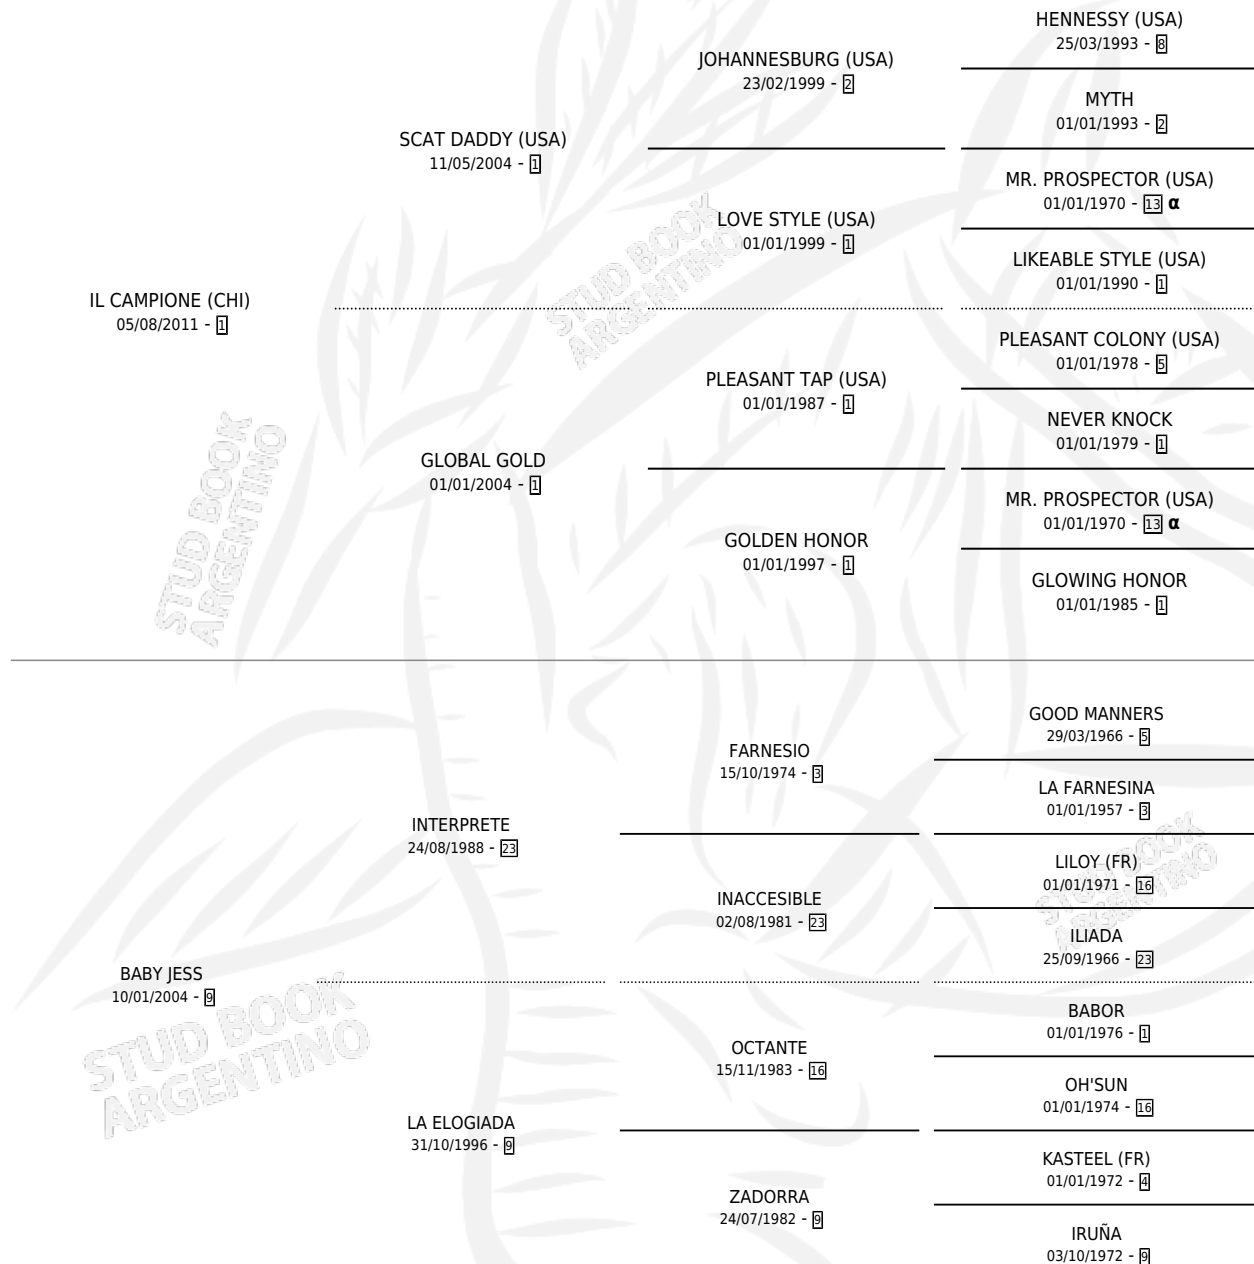 HENNESSY (USA)
25/03/1993 - 8
JOHANNESBURG (USA)
23/02/1999 - 2
MYTH
01/01/1993 - 2
SCAT DADDY (USA)
11/05/2004 - 1
MR. PROSPECTOR (USA)
01/01/1970 - 13 α
LOVE STYLE (USA)
01/01/1999 - 1
LIKEABLE STYLE (USA)
01/01/1990 - 1
IL CAMPIONE (CHI)
05/08/2011 - 1
PLEASANT COLONY (USA)
01/01/1978 - 5
PLEASANT TAP (USA)
01/01/1987 - 1
NEVER KNOCK
01/01/1979 - 1
GLOBAL GOLD
01/01/2004 - 1
MR. PROSPECTOR (USA)
01/01/1970 - 13 α
GOLDEN HONOR
01/01/1997 - 1
GLOWING HONOR
01/01/1985 - 1
GOOD MANNERS
29/03/1966 - 5
FARNESIO
15/10/1974 - 3
LA FARNESINA
01/01/1957 - 3
INTERPRETE
24/08/1988 - 23
LILOY (FR)
01/01/1971 - 16
INACCESIBLE
02/08/1981 - 23
ILIADA
25/09/1966 - 23
BABY JESS
10/01/2004 - 9
BABOR
01/01/1976 - 1
OCTANTE
15/11/1983 - 16
OH'SUN
01/01/1974 - 16
LA ELOGIADA
31/10/1996 - 9
KASTEEL (FR)
01/01/1972 - 4
ZADORRA
24/07/1982 - 9
IRUÑA
03/10/1972 - 9
STUD BOOK
ARGENTINO
STUD BOOK
ARGENTINO
STUD BOOK
ARGENTINO
STUD BOOK
ARGENTINO